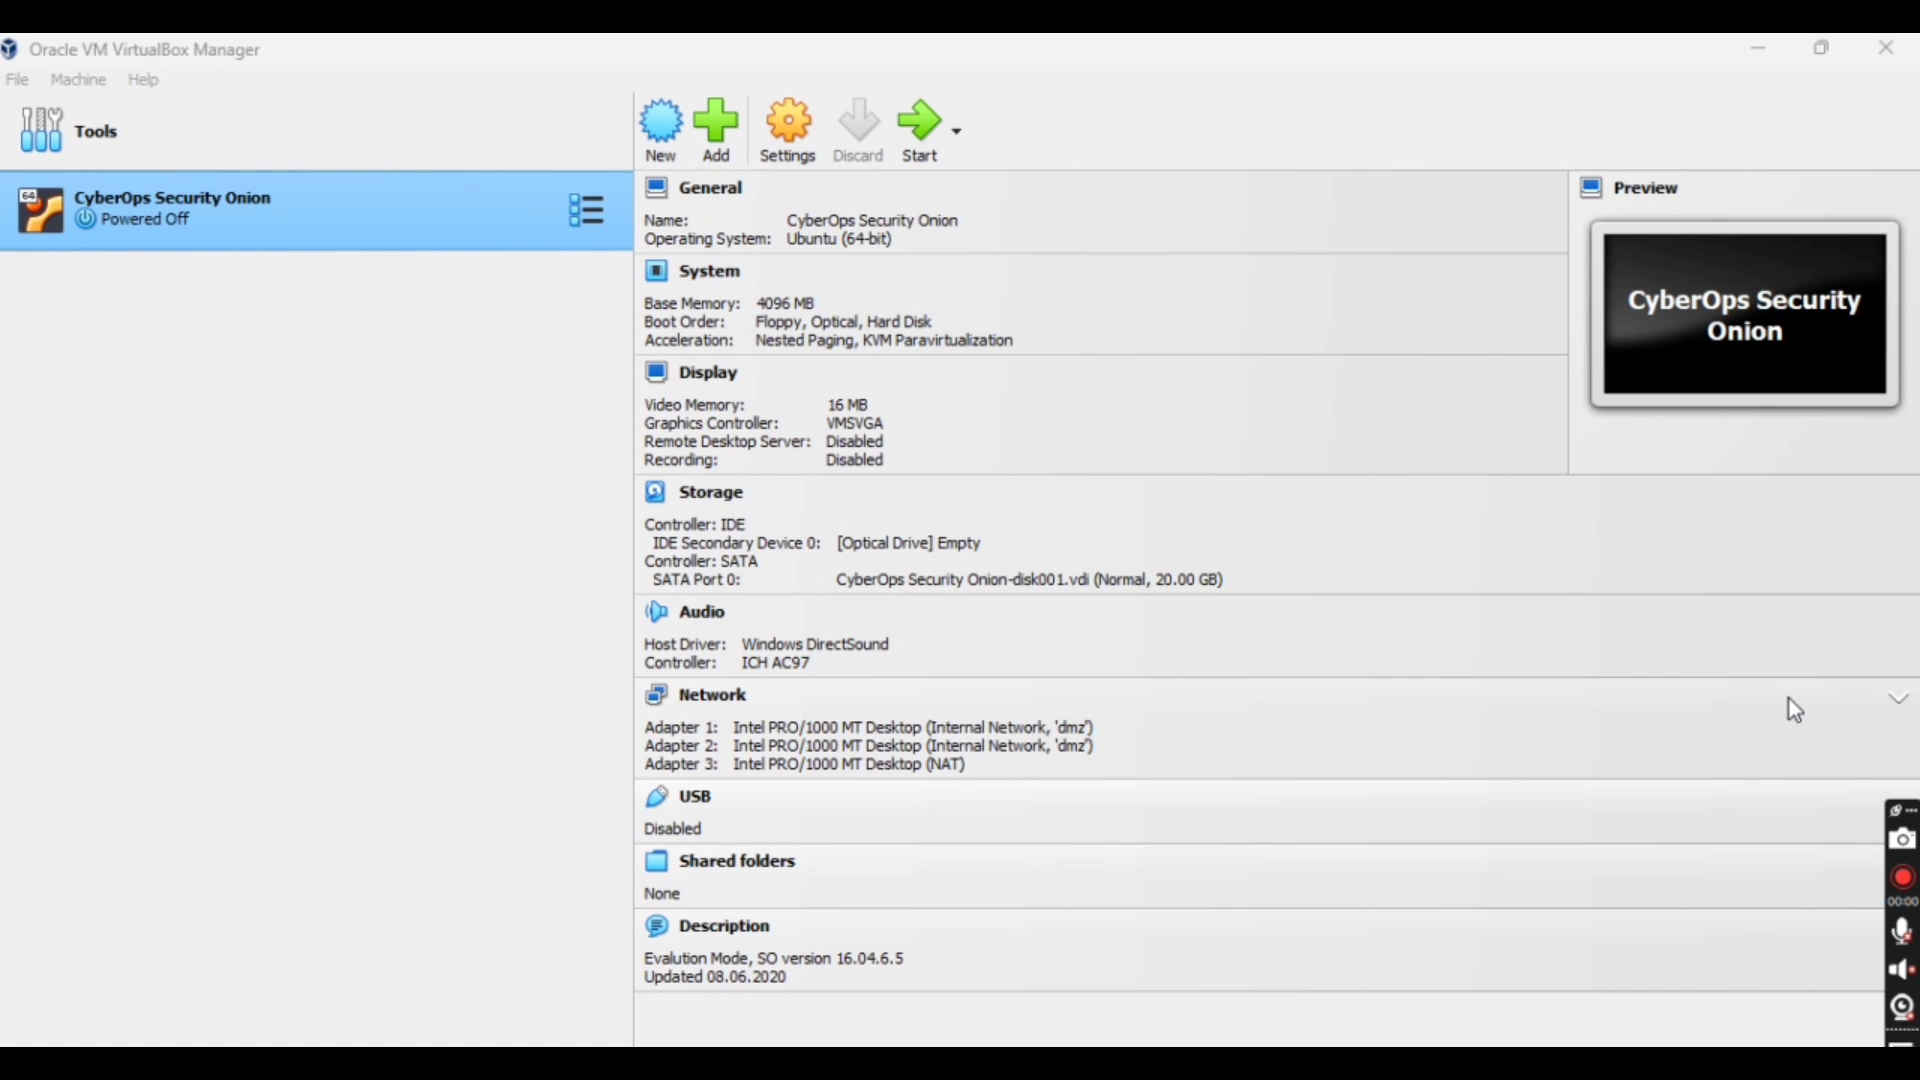 Oracle VM VirtualBox Manager
File Machine Help
Tools
New Add Settings Discard Start
64
CyberOps Security Onion
Powered Off
General
Name: CyberOps Security Onion
Operating System: Ubuntu (64-bit)
System
Base Memory: 4096 MB
Boot Order: Floppy, Optical, Hard Disk
Acceleration: Nested Paging, KVM Paravirtualization
Preview
CyberOps Security
Onion
Display
Video Memory: 16 MB
Graphics Controller: VMSVGA
Remote Desktop Server: Disabled
Recording: Disabled
Storage
Controller: IDE
IDE Secondary Device 0: [Optical Drive] Empty
Controller: SATA
SATA Port 0: CyberOps Security Onion-disk001.vdi (Normal, 20.00 GB)
Audio
Host Driver: Windows DirectSound
Controller: ICH AC97
Network
Adapter 1: Intel PRO/1000 MT Desktop (Internal Network, 'dmz')
Adapter 2: Intel PRO/1000 MT Desktop (Internal Network, 'dmz')
Adapter 3: Intel PRO/1000 MT Desktop (NAT)
USB
Disabled
Shared folders
None
Description
Evalution Mode, SO version 16.04.6.5
Updated 08.06.2020
00:00